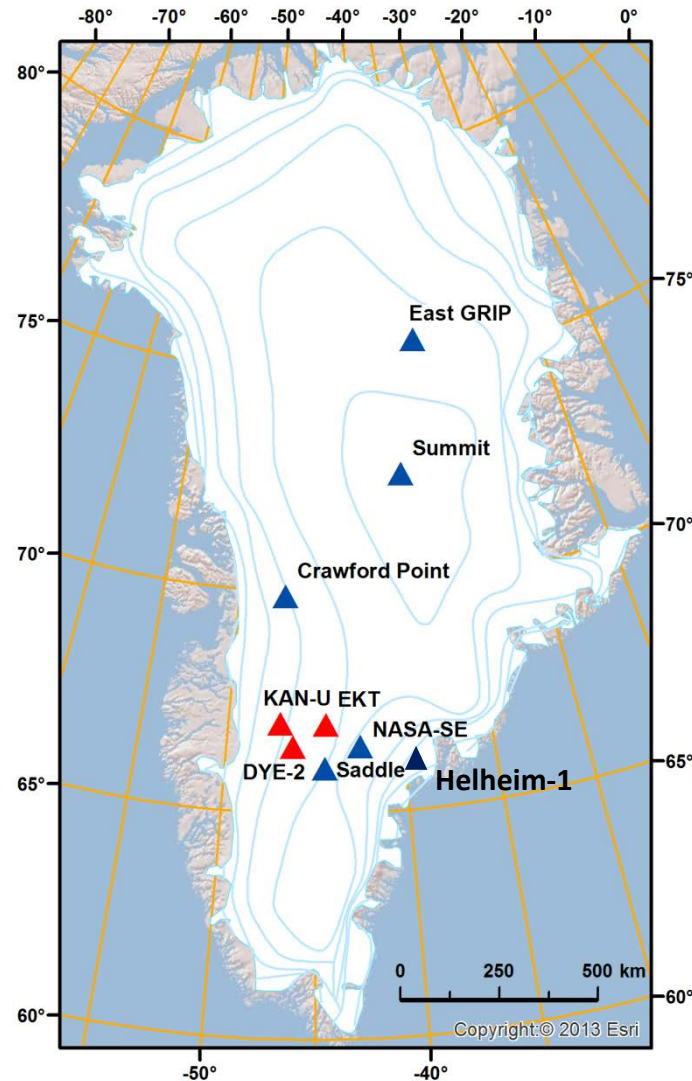 -80° -70° -60° -50° -40° -30° -20° -10° 0°
80°
75°
75°
East GRIP
Summit
70°
70°
Crawford Point
KAN-U EKT
NASA-SE
DYE-2 Saddle
Helheim-1
65°
65°
0 250 500 km
60°
60°
Copyright:© 2013 Esri
-50° -40°